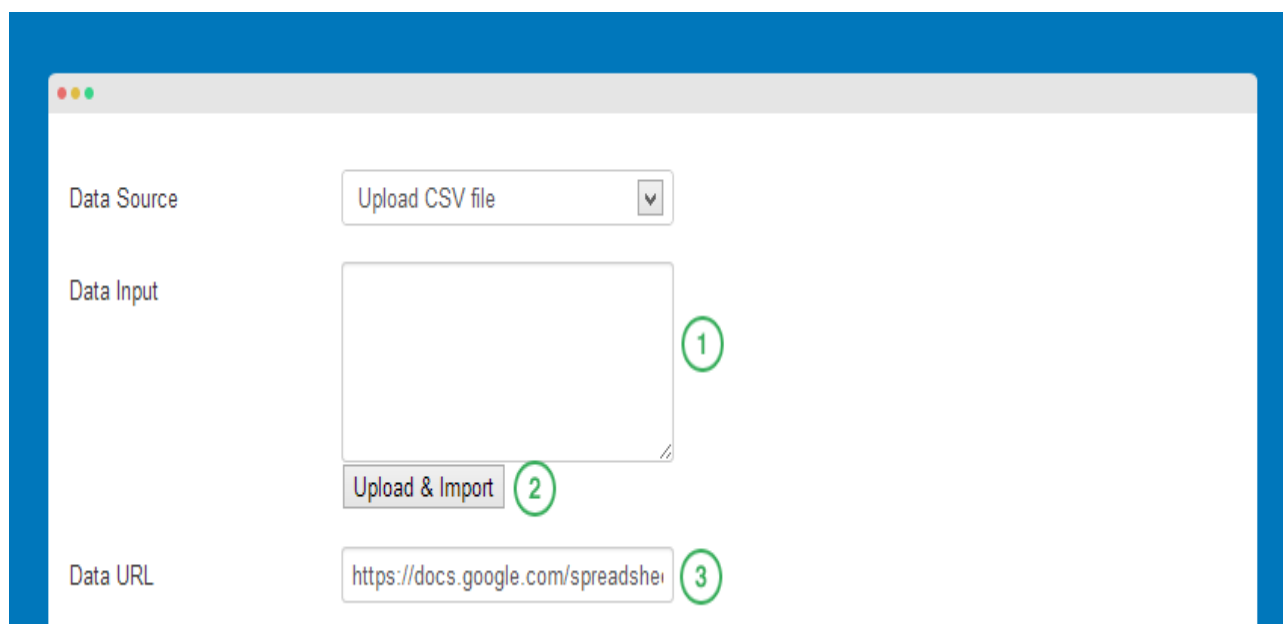 Data Source
Upload CSV file
Data Input
1
Upload & Import
2
Data URL
https://docs.google.com/spreadshe
3